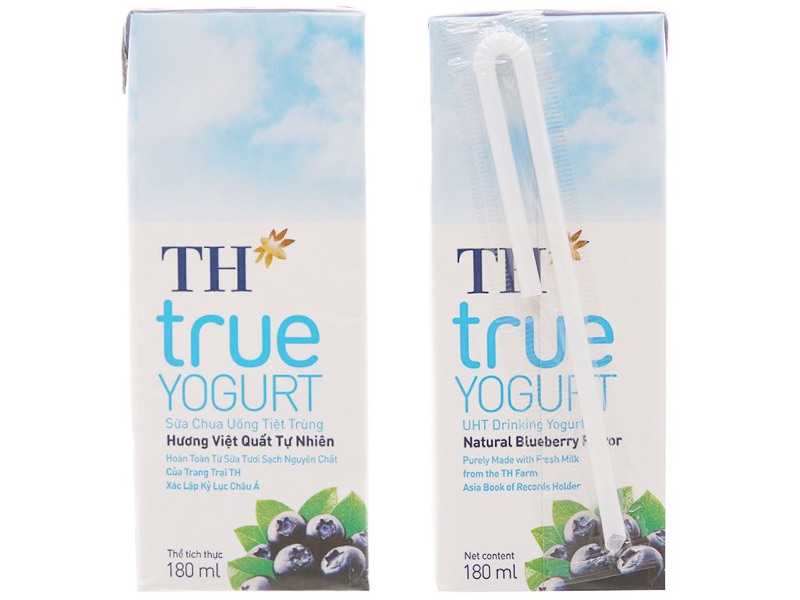 TH
true
YOGURT
Sữa Chua Uống Tiệt Trùng
Hương Việt Quất Tự Nhiên
Hoàn Toàn Từ Sữa Tươi Sạch Nguyên Chất
Của Trang Trại TH
Xác Lập Kỷ Lục Châu Á
Thể tích thực
180 ml
TH
true
YOGURT
UHT Drinking Yogurt
Natural Blueberry Flavor
Purely Made with Fresh Milk
from the TH Farm
Asia Book of Records Holder
Net content
180 ml